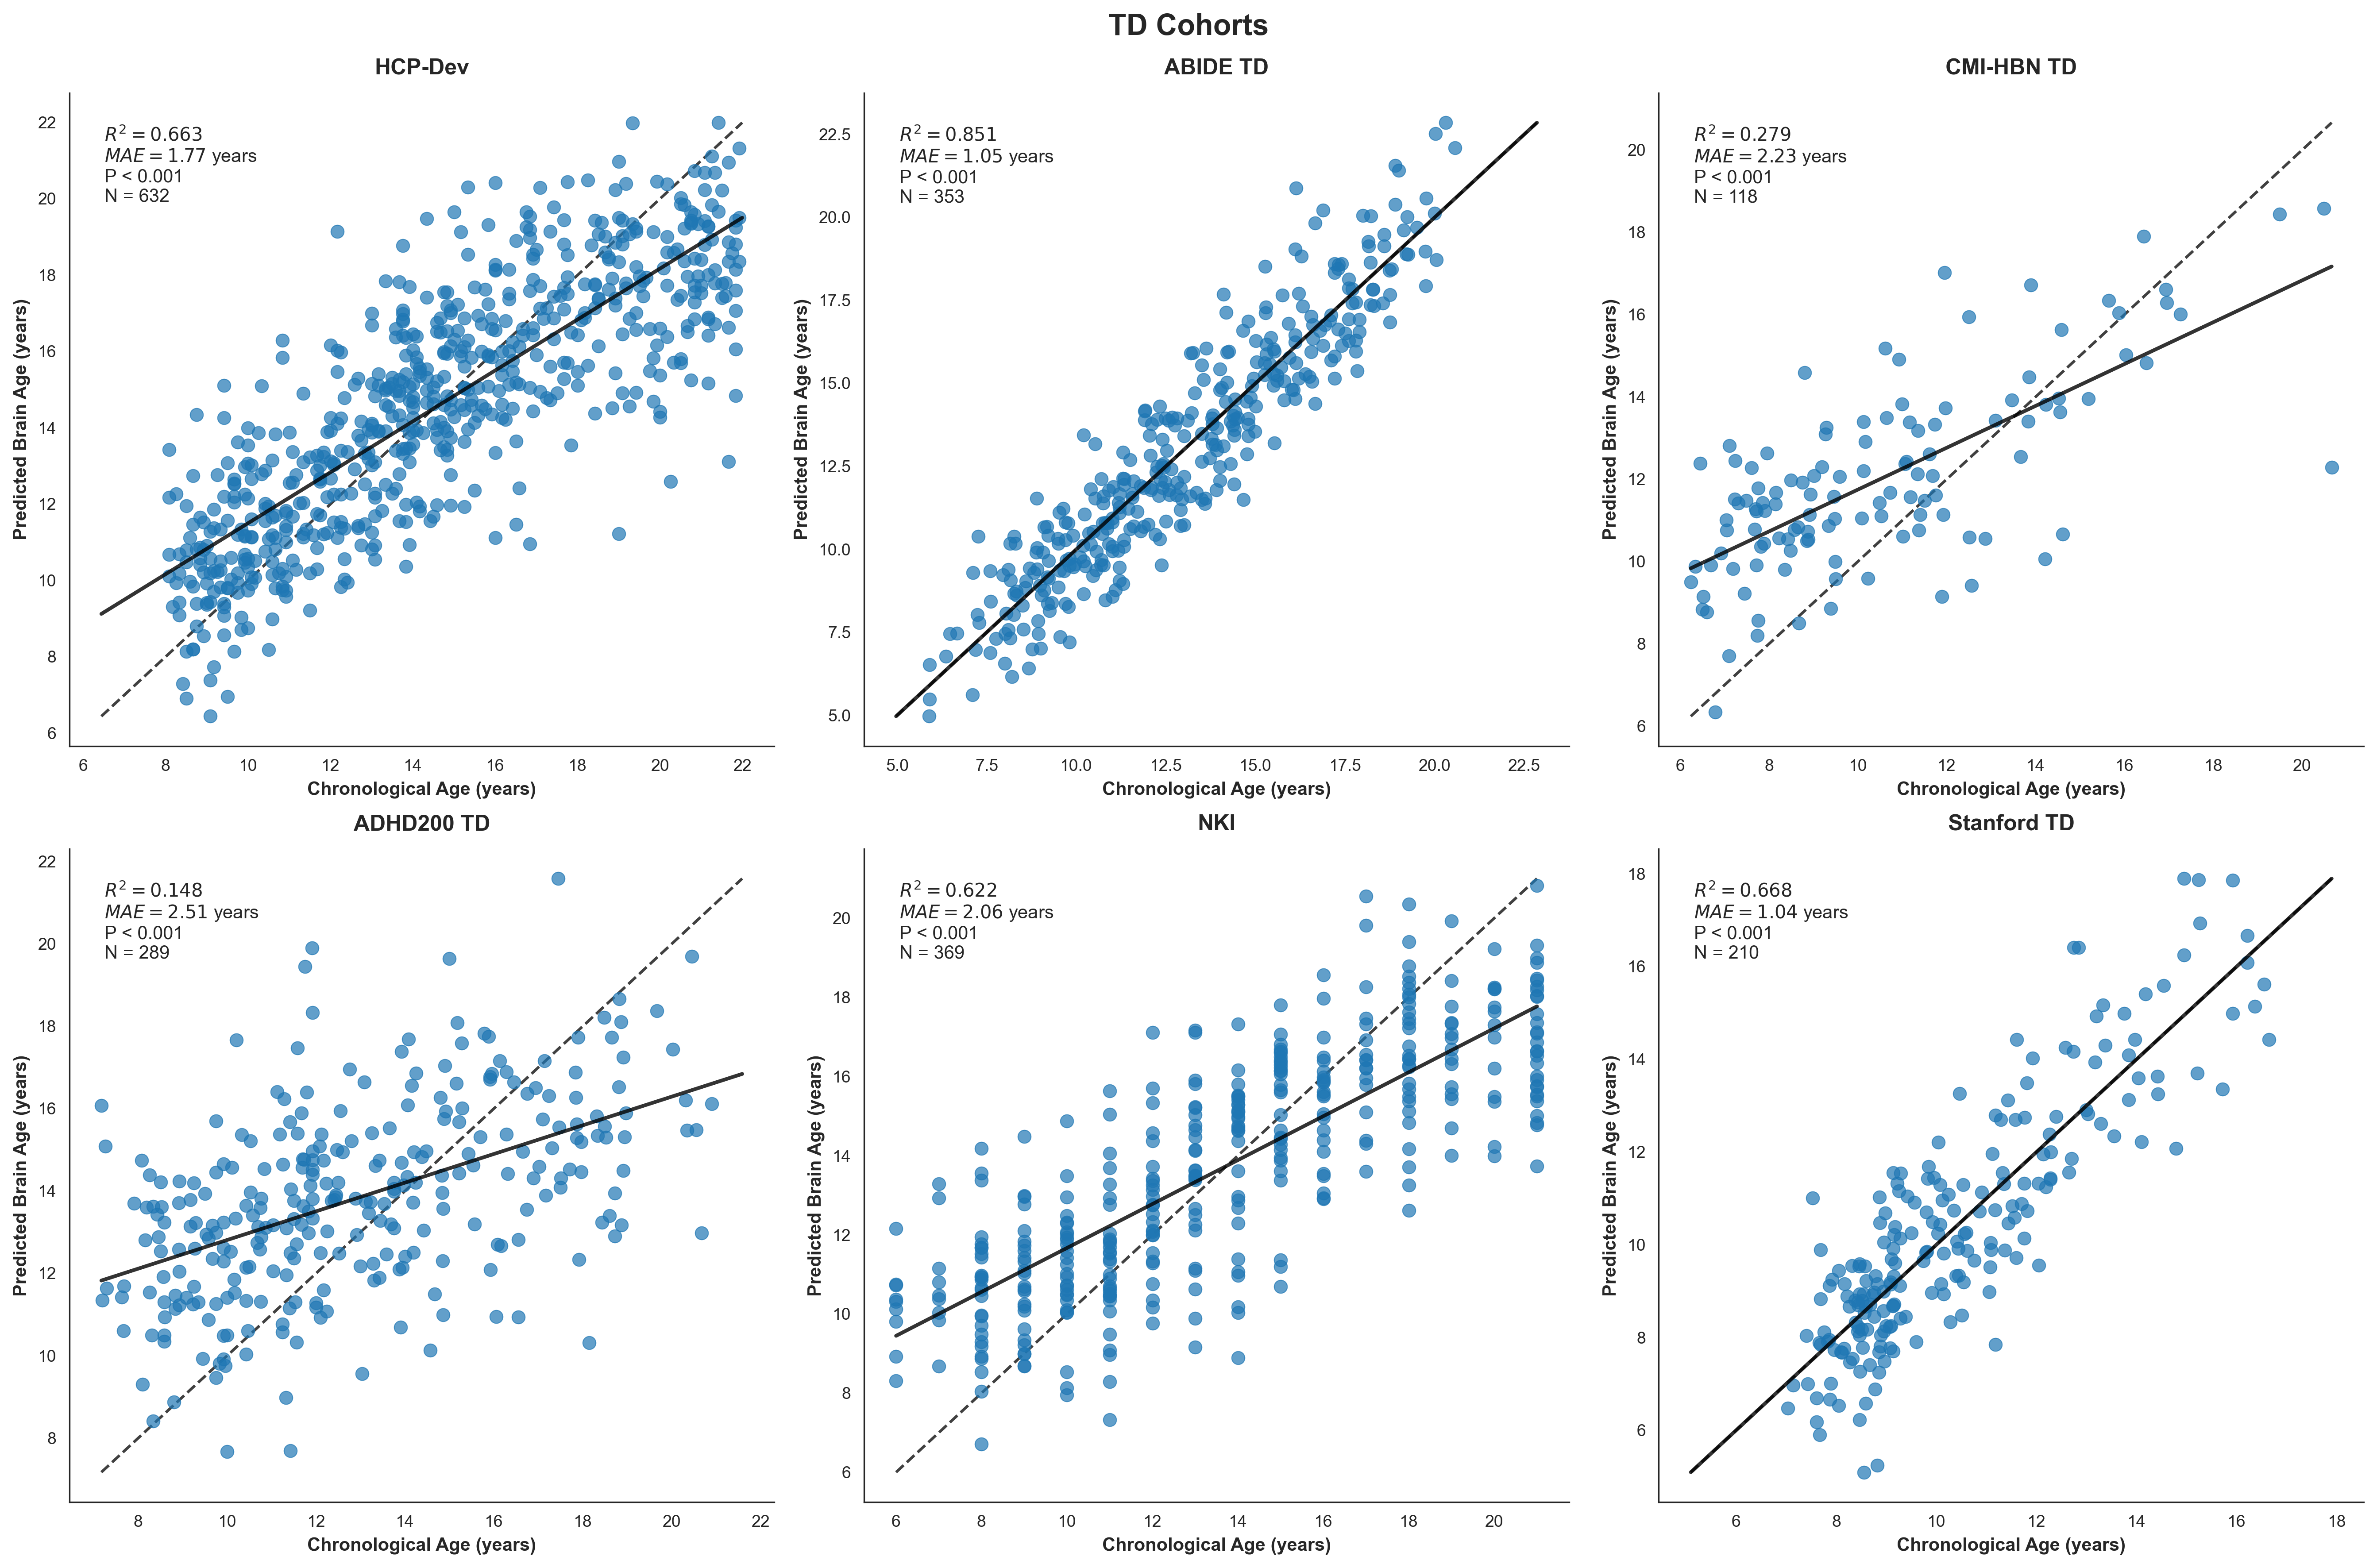 TD Cohorts
HCP-Dev
R² = 0.663
MAE = 1.77 years
P < 0.001
N = 632
22
20
18
16
14
12
10
8
6
Predicted Brain Age (years)
6 8 10 12 14 16 18 20 22
Chronological Age (years)
ABIDE TD
R² = 0.851
MAE = 1.05 years
P < 0.001
N = 353
22.5
20.0
17.5
15.0
12.5
10.0
7.5
5.0
Predicted Brain Age (years)
5.0 7.5 10.0 12.5 15.0 17.5 20.0 22.5
Chronological Age (years)
CMI-HBN TD
R² = 0.279
MAE = 2.23 years
P < 0.001
N = 118
20
18
16
14
12
10
8
6
Predicted Brain Age (years)
6 8 10 12 14 16 18 20
Chronological Age (years)
ADHD200 TD
R² = 0.148
MAE = 2.51 years
P < 0.001
N = 289
22
20
18
16
14
12
10
8
Predicted Brain Age (years)
8 10 12 14 16 18 20 22
Chronological Age (years)
NKI
R² = 0.622
MAE = 2.06 years
P < 0.001
N = 369
20
18
16
14
12
10
8
6
Predicted Brain Age (years)
6 8 10 12 14 16 18 20
Chronological Age (years)
Stanford TD
R² = 0.668
MAE = 1.04 years
P < 0.001
N = 210
18
16
14
12
10
8
6
Predicted Brain Age (years)
6 8 10 12 14 16 18
Chronological Age (years)